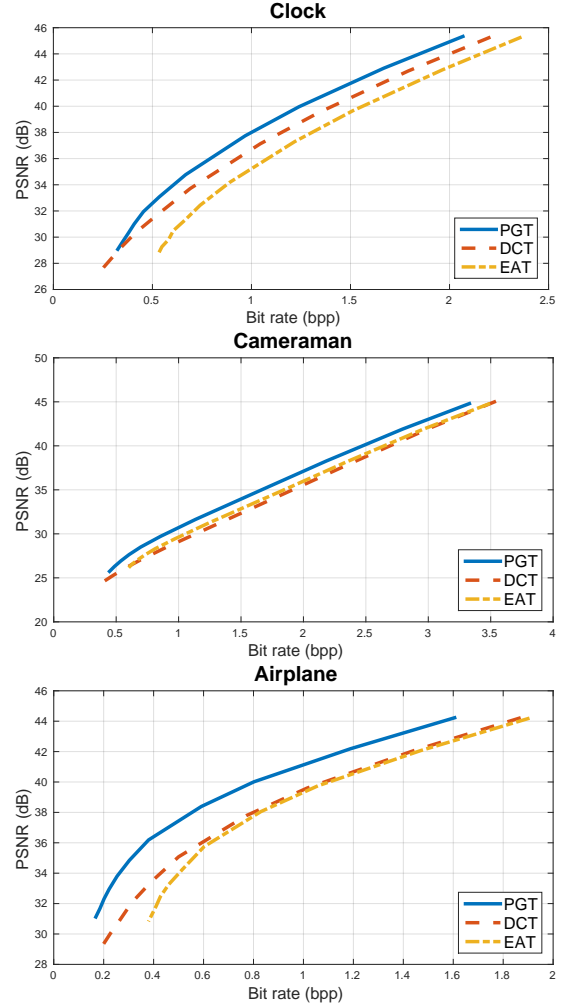 Clock
46
44
42
40
38
36
34
32
30
28
26
PSNR (dB)
PGT
DCT
EAT
0 0.5 1 1.5 2 2.5
Bit rate (bpp)
Cameraman
50
45
40
35
30
25
20
PSNR (dB)
PGT
DCT
EAT
0 0.5 1 1.5 2 2.5 3 3.5 4
Bit rate (bpp)
Airplane
46
44
42
40
38
36
34
32
30
28
PSNR (dB)
PGT
DCT
EAT
0 0.2 0.4 0.6 0.8 1 1.2 1.4 1.6 1.8 2
Bit rate (bpp)